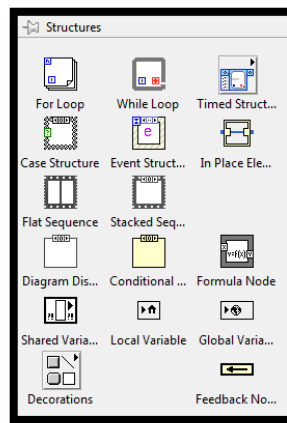 Structures
For Loop While Loop Timed Struct...
Case Structure Event Struct... In Place Ele...
Flat Sequence Stacked Seq...
Diagram Dis... Conditional ... Formula Node
Shared Varia... Local Variable Global Varia...
Decorations Feedback No...